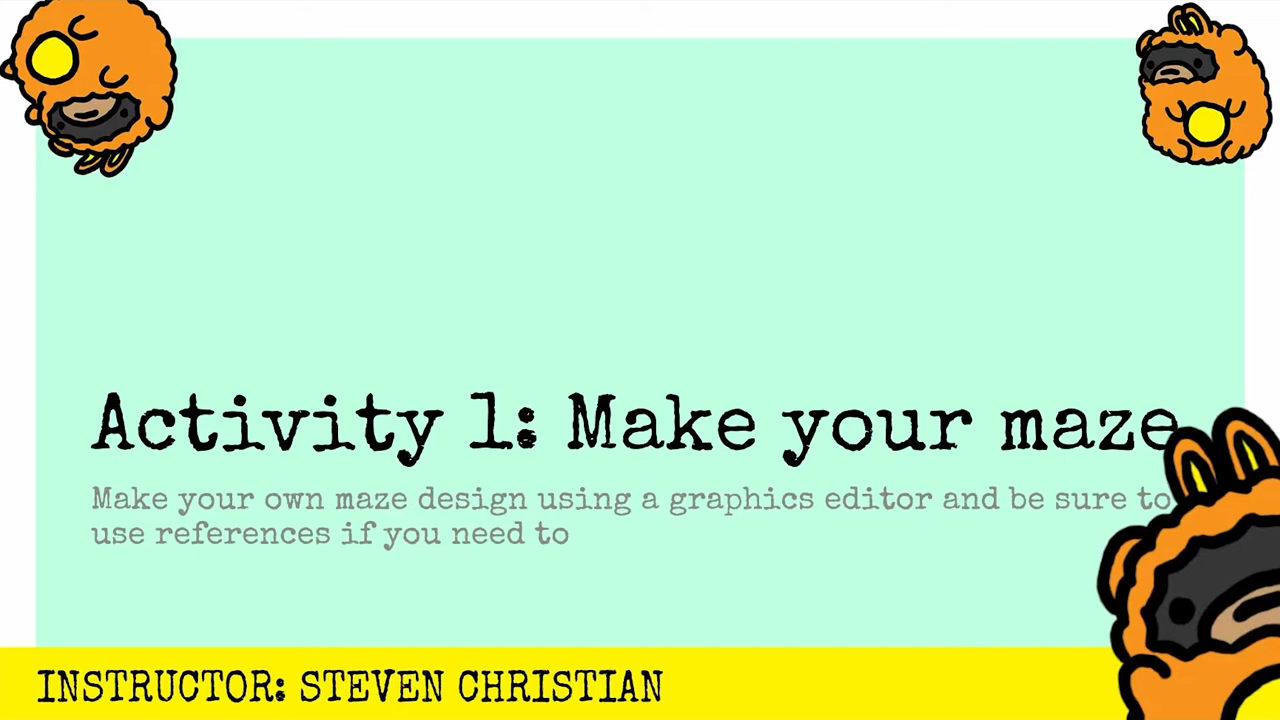 Activity 1: Make your maze
Make your own maze design using a graphics editor and be sure to
use references if you need to
INSTRUCTOR: STEVEN CHRISTIAN